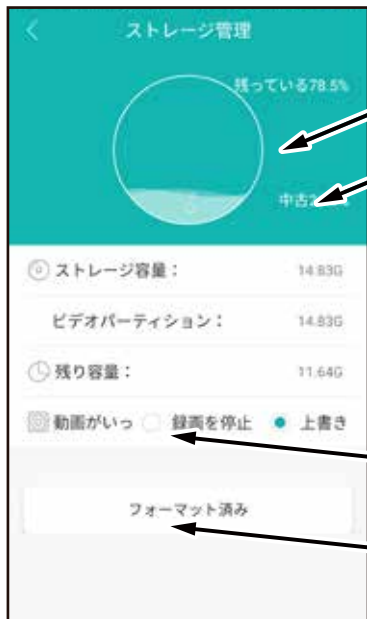 ストレージ管理
残っている78.5%
中古2
ストレージ容量： 14.83G
ビデオパーティション： 14.83G
残り容量： 11.64G
動画がいっ 録画を停止 上書き
フォーマット済み